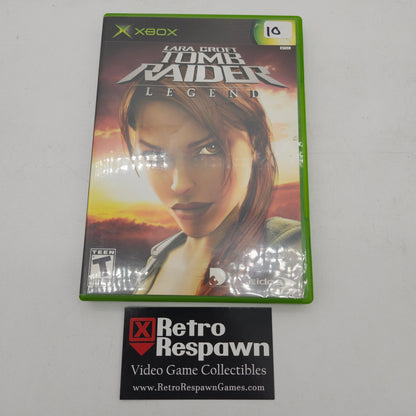 XBOX
10
LARA CROFT
TOMB
RAIDER
LEGEND
TEEN
T
Retro
Respawn
Video Game Collectibles
www.RetroRespawnGames.com